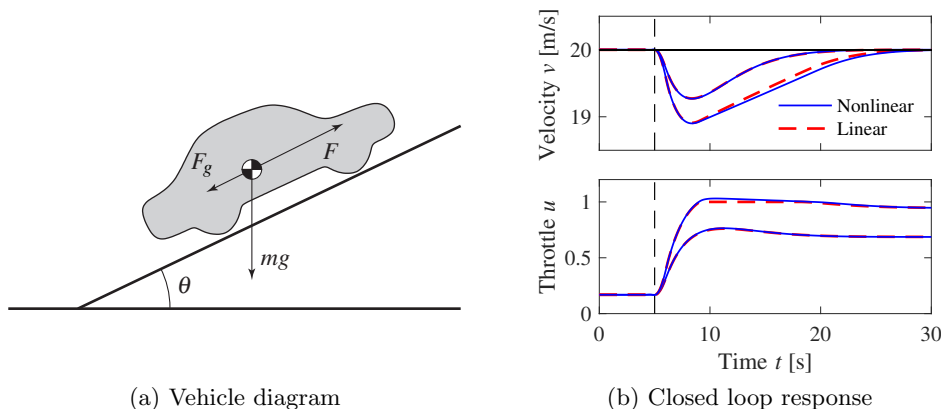 F_g
F
mg
θ
(a) Vehicle diagram
Velocity v [m/s]
20
19
Nonlinear
Linear
Throttle u
1
0.5
0
0
10
20
30
Time t [s]
(b) Closed loop response